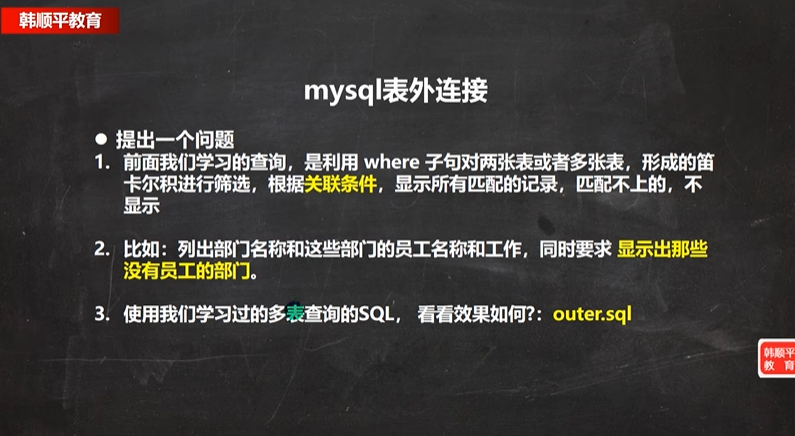 韩顺平教育
mysql表外连接
● 提出一个问题
1. 前面我们学习的查询，是利用 where 子句对两张表或者多张表，形成的笛
卡尔积进行筛选，根据关联条件，显示所有匹配的记录，匹配不上的，不
显示
2. 比如：列出部门名称和这些部门的员工名称和工作，同时要求 显示出那些
没有员工的部门。
3. 使用我们学习过的多表查询的SQL， 看看效果如何?：outer.sql
韩顺平
教 育